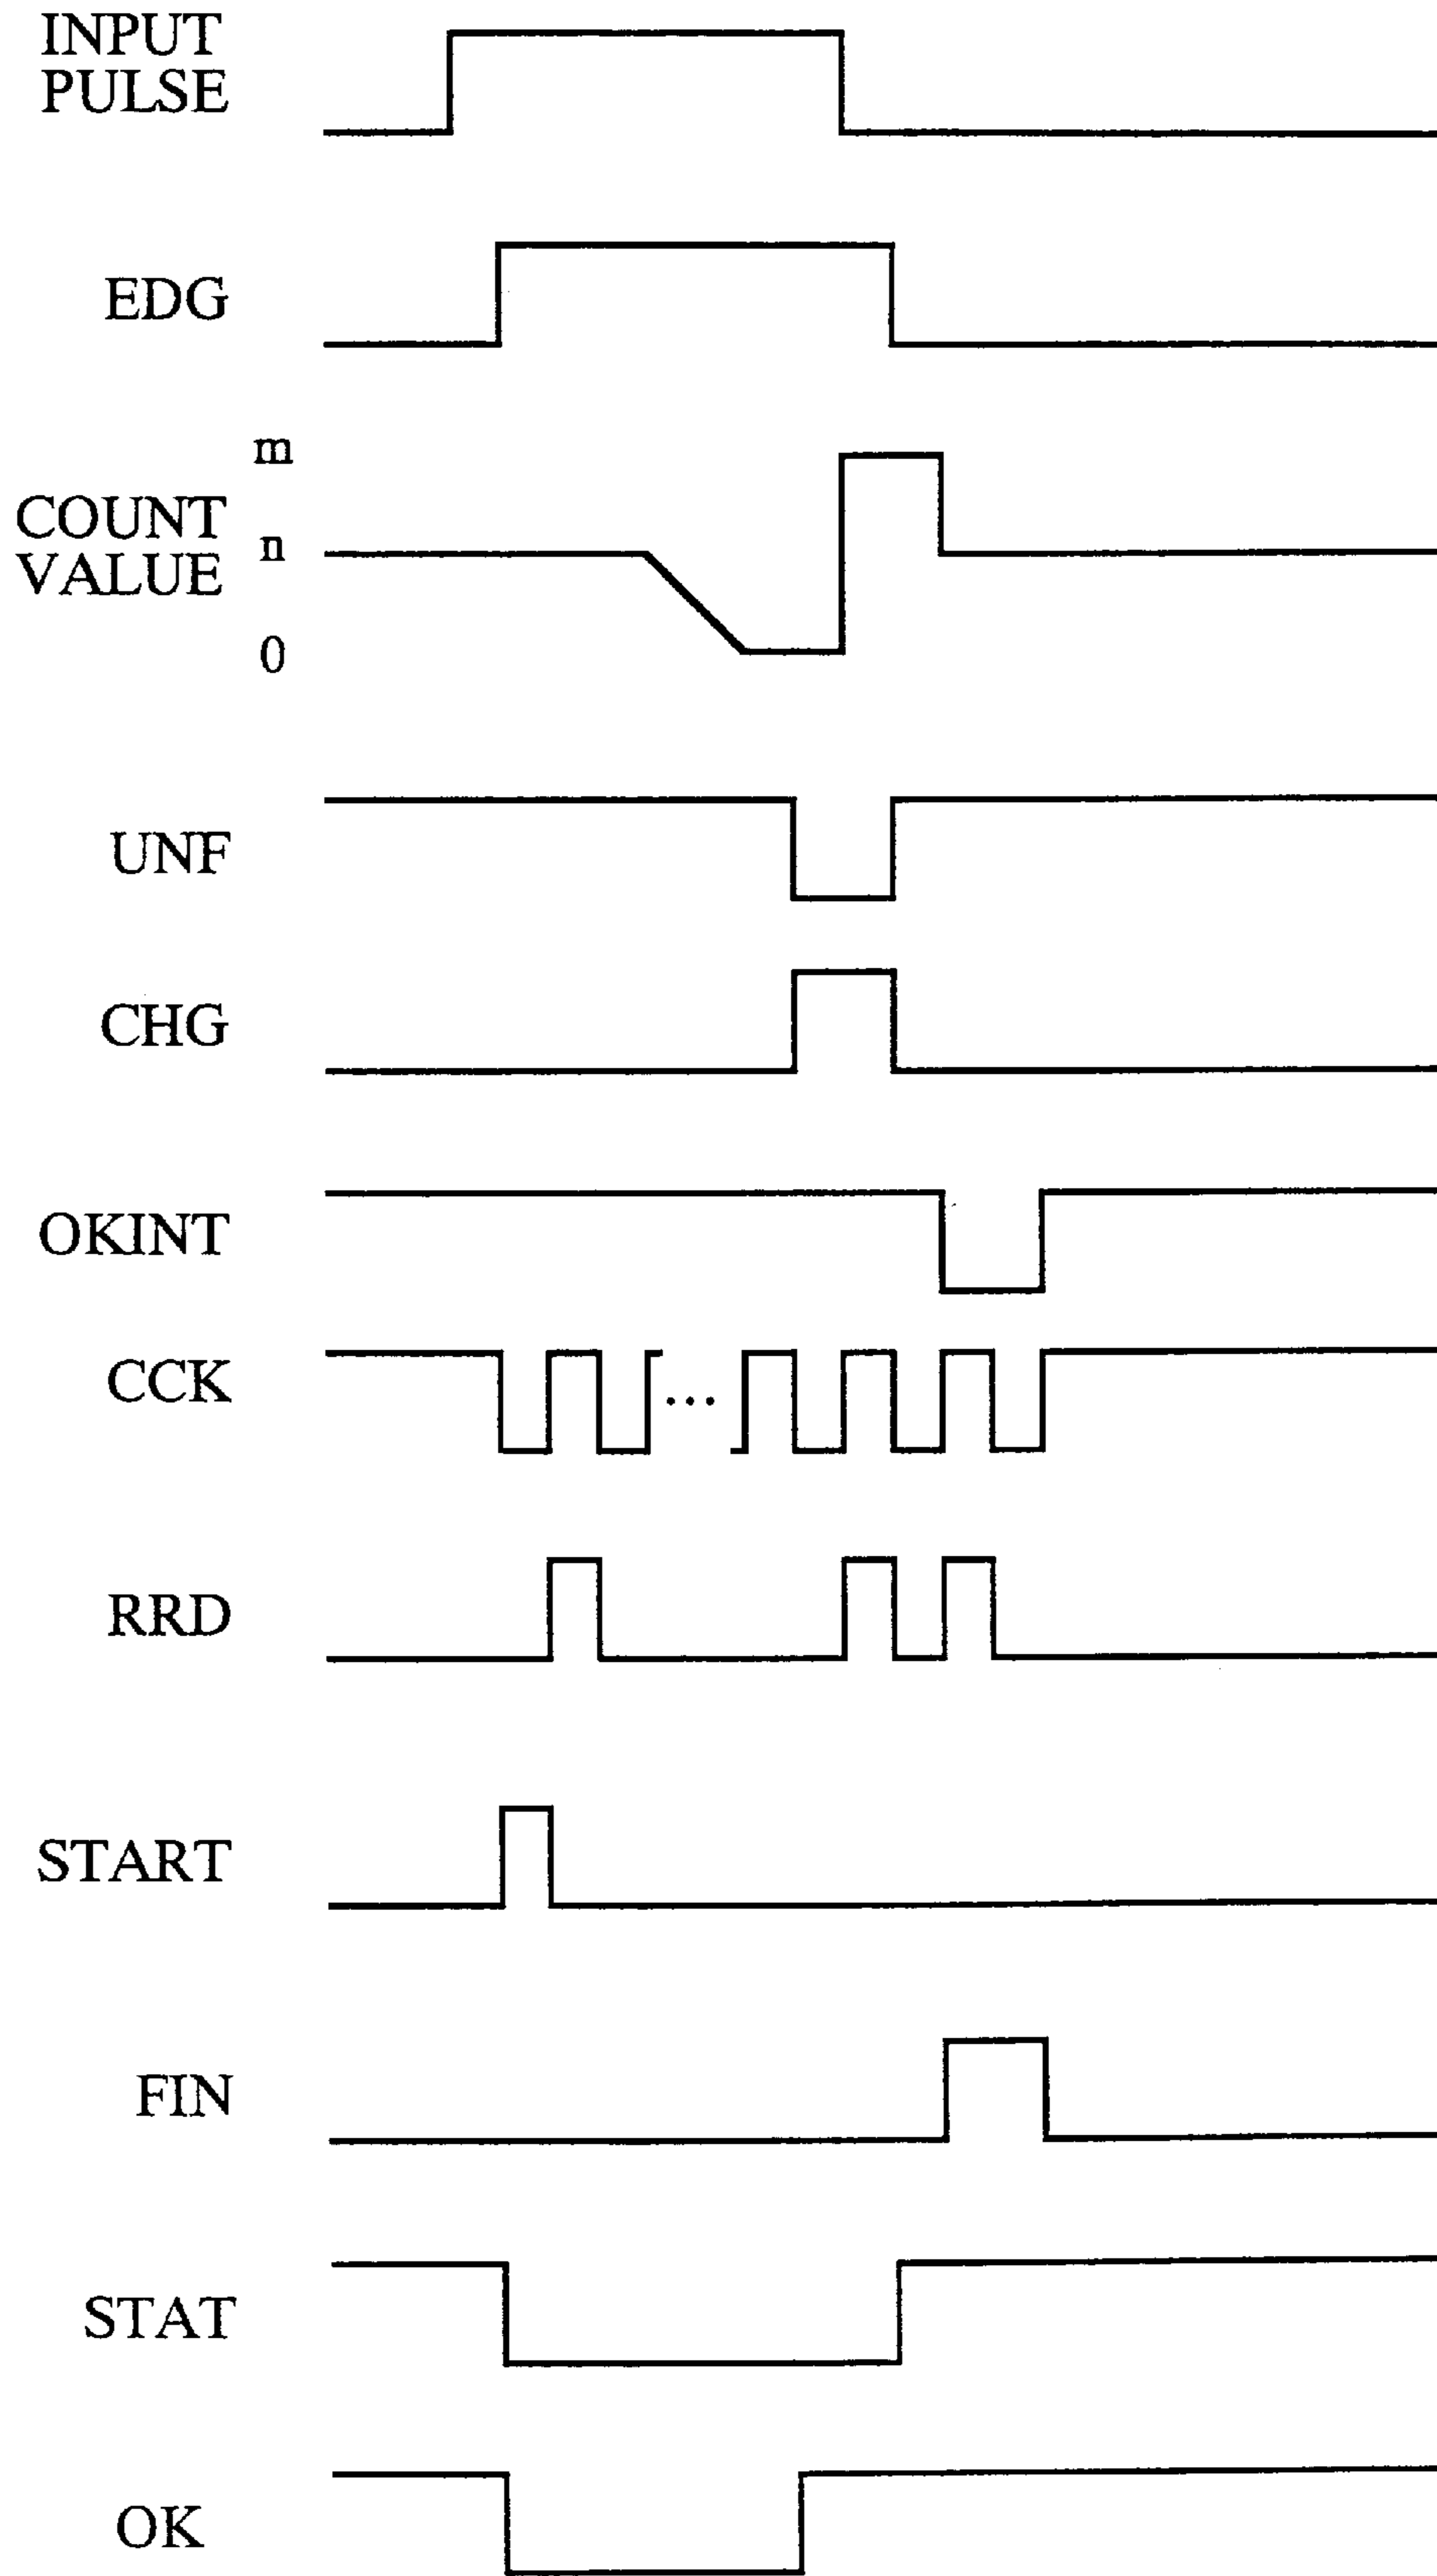 INPUT
PULSE
EDG
m
COUNT
n
VALUE
0
UNF
CHG
OKINT
CCK
...
RRD
START
FIN
STAT
OK